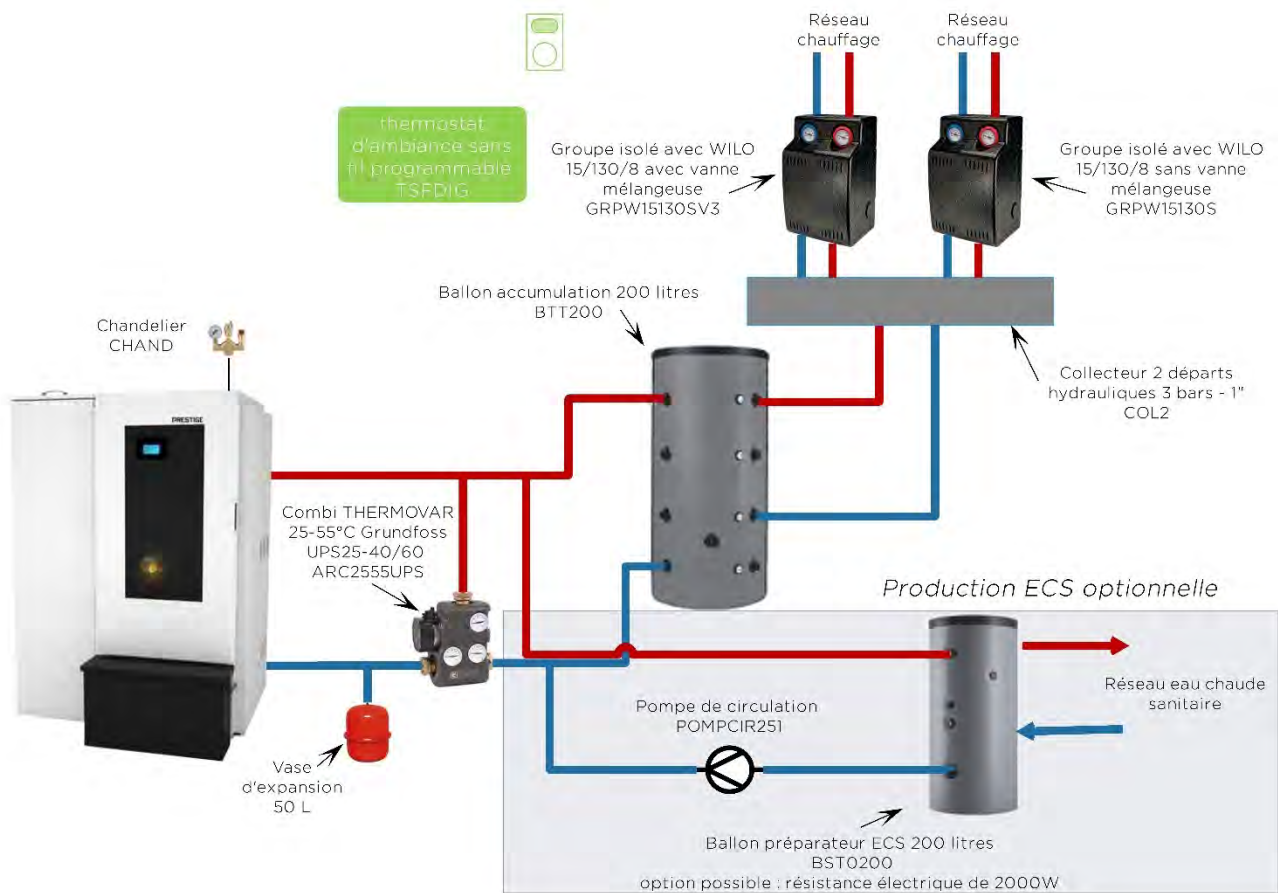 Réseau
chauffage
Réseau
chauffage
thermostat
d'ambiance sans
fil programmable
TSFDIG
Groupe isolé avec WILO
15/130/8 avec vanne
mélangeuse
GRPW15130SV3
Groupe isolé avec WILO
15/130/8 sans vanne
mélangeuse
GRPW15130S
Ballon accumulation 200 litres
BTT200
Chandelier
CHAND
Collecteur 2 départs
hydrauliques 3 bars - 1"
COL2
PRESTIGE
Combi THERMOVAR
25-55°C Grundfoss
UPS25-40/60
ARC2555UPS
Production ECS optionnelle
Réseau eau chaude
sanitaire
Pompe de circulation
POMPCIR251
Vase
d'expansion
50 L
Ballon préparateur ECS 200 litres
BST0200
option possible : résistance électrique de 2000W